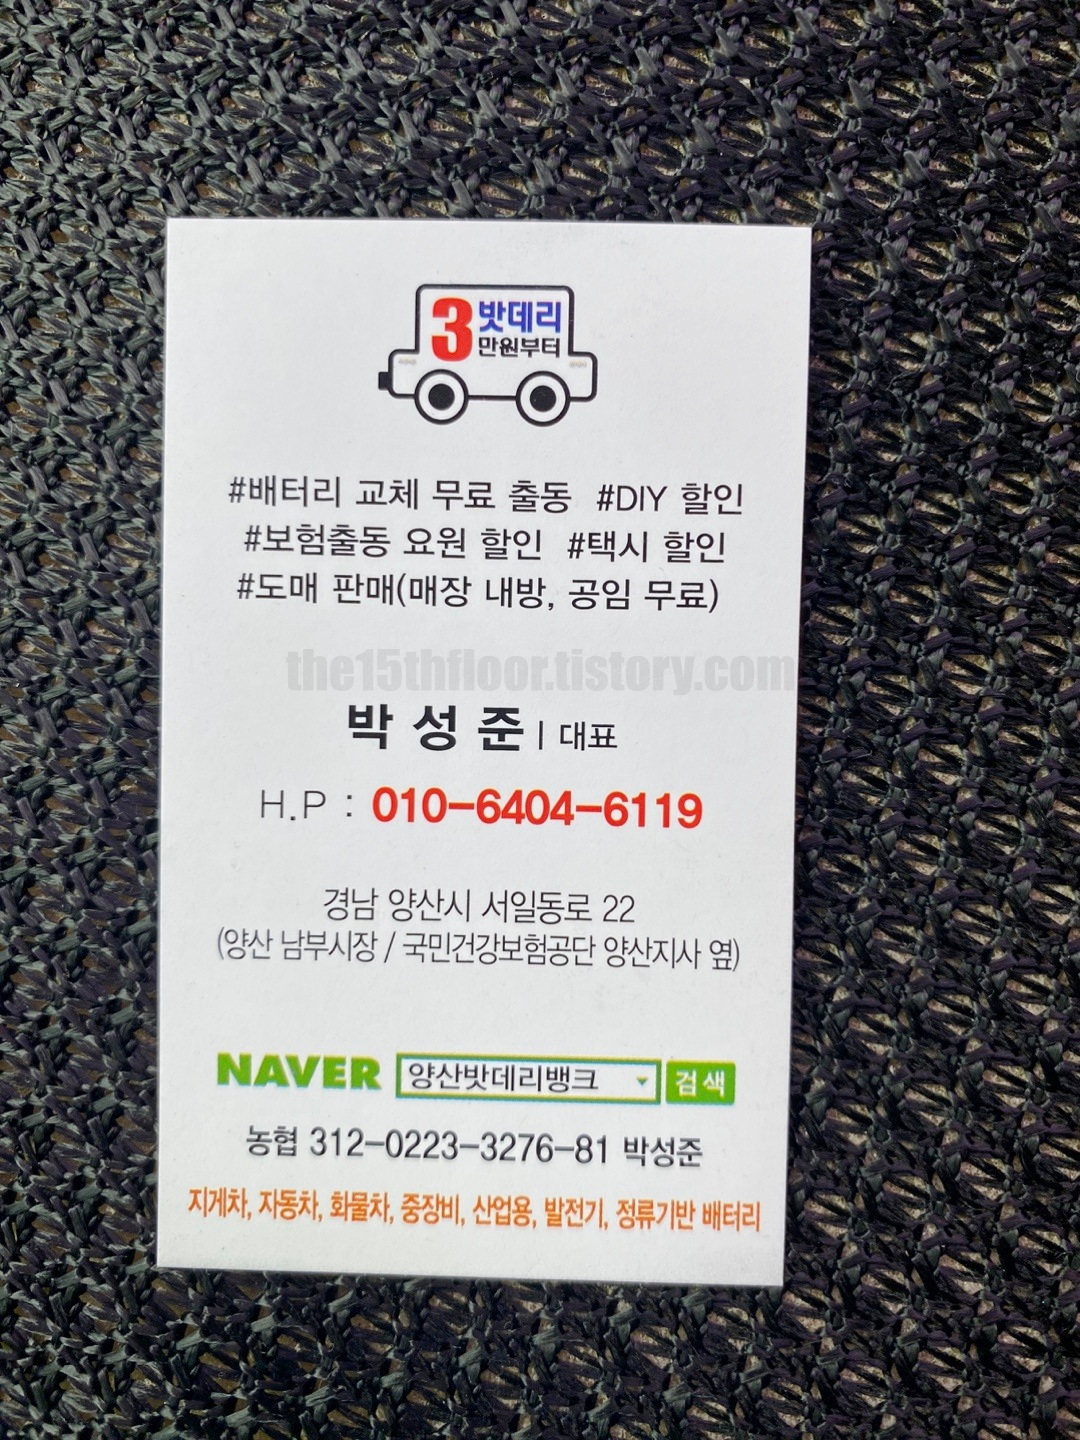 3 밧데리
만원부터
#배터리 교체 무료 출동 #DIY 할인
#보험출동 요원 할인 #택시 할인
#도매 판매(매장 내방, 공임 무료)
the15thfloor.tistory.com
박성준 | 대표
H.P : 010-6404-6119
경남 양산시 서일동로 22
(양산 남부시장 / 국민건강보험공단 양산지사 옆)
NAVER 양산밧데리뱅크 검색
농협 312-0223-3276-81 박성준
지게차, 자동차, 화물차, 중장비, 산업용, 발전기, 정류기반 배터리